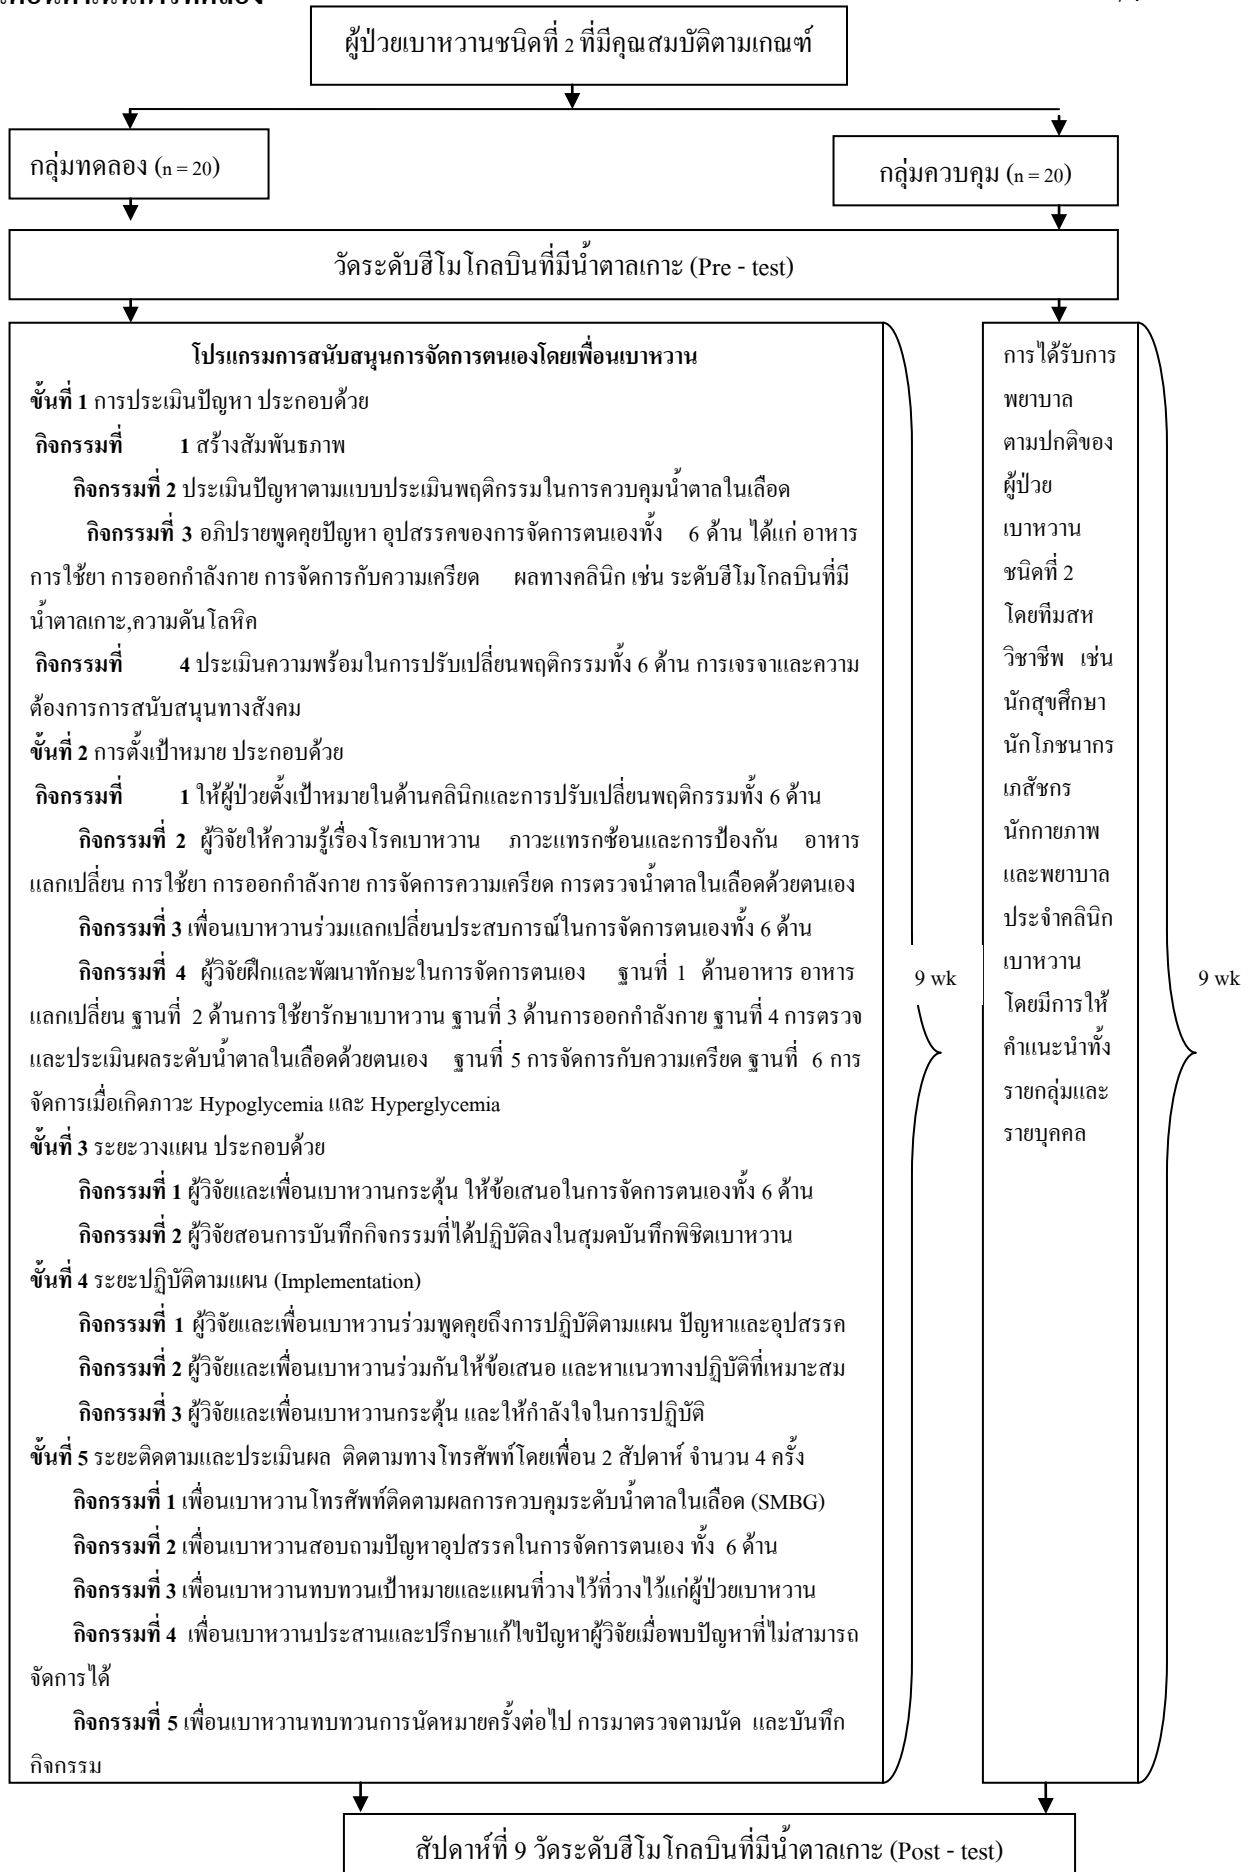 ผู้ป่วยเบาหวานชนิดที่ 2 ที่มีคุณสมบัติตามเกณฑ์
กลุ่มทดลอง (n = 20)
กลุ่มควบคุม (n = 20)
วัดระดับฮีโมโกลบินที่มีน้ำตาลเกาะ (Pre - test)
โปรแกรมการสนับสนุนการจัดการตนเองโดยเพื่อนเบาหวาน
ขั้นที่ 1 การประเมินปัญหา ประกอบด้วย
กิจกรรมที่ 1 สร้างสัมพันธภาพ
กิจกรรมที่ 2 ประเมินปัญหาตามแบบประเมินพฤติกรรมในการควบคุมน้ำตาลในเลือด
กิจกรรมที่ 3 อภิปรายพูดคุยปัญหา อุปสรรคของการจัดการตนเองทั้ง 6 ด้าน ได้แก่ อาหาร
การใช้ยา การออกกำลังกาย การจัดการกับความเครียด ผลทางคลินิก เช่น ระดับฮีโมโกลบินที่มี
น้ำตาลเกาะ,ความดันโลหิต
กิจกรรมที่ 4 ประเมินความพร้อมในการปรับเปลี่ยนพฤติกรรมทั้ง 6 ด้าน การเจรจาและความ
ต้องการการสนับสนุนทางสังคม
ขั้นที่ 2 การตั้งเป้าหมาย ประกอบด้วย
กิจกรรมที่ 1 ให้ผู้ป่วยตั้งเป้าหมายในด้านคลินิกและการปรับเปลี่ยนพฤติกรรมทั้ง 6 ด้าน
กิจกรรมที่ 2 ผู้วิจัยให้ความรู้เรื่องโรคเบาหวาน ภาวะแทรกซ้อนและการป้องกัน อาหาร
แลกเปลี่ยน การใช้ยา การออกกำลังกาย การจัดการความเครียด การตรวจน้ำตาลในเลือดด้วยตนเอง
กิจกรรมที่ 3 เพื่อนเบาหวานร่วมแลกเปลี่ยนประสบการณ์ในการจัดการตนเองทั้ง 6 ด้าน
กิจกรรมที่ 4 ผู้วิจัยฝึกและพัฒนาทักษะในการจัดการตนเอง ฐานที่ 1 ด้านอาหาร อาหาร
แลกเปลี่ยน ฐานที่ 2 ด้านการใช้ยารักษาเบาหวาน ฐานที่ 3 ด้านการออกกำลังกาย ฐานที่ 4 การตรวจ
และประเมินผลระดับน้ำตาลในเลือดด้วยตนเอง ฐานที่ 5 การจัดการกับความเครียด ฐานที่ 6 การ
จัดการเมื่อเกิดภาวะ Hypoglycemia และ Hyperglycemia
ขั้นที่ 3 ระยะวางแผน ประกอบด้วย
กิจกรรมที่ 1 ผู้วิจัยและเพื่อนเบาหวานกระตุ้น ให้ข้อเสนอในการจัดการตนเองทั้ง 6 ด้าน
กิจกรรมที่ 2 ผู้วิจัยสอนการบันทึกกิจกรรมที่ได้ปฏิบัติลงในสมุดบันทึกพิชิตเบาหวาน
ขั้นที่ 4 ระยะปฏิบัติตามแผน (Implementation)
กิจกรรมที่ 1 ผู้วิจัยและเพื่อนเบาหวานร่วมพูดคุยถึงการปฏิบัติตามแผน ปัญหาและอุปสรรค
กิจกรรมที่ 2 ผู้วิจัยและเพื่อนเบาหวานร่วมกันให้ข้อเสนอ และหาแนวทางปฏิบัติที่เหมาะสม
กิจกรรมที่ 3 ผู้วิจัยและเพื่อนเบาหวานกระตุ้น และให้กำลังใจในการปฏิบัติ
ขั้นที่ 5 ระยะติดตามและประเมินผล ติดตามทางโทรศัพท์โดยเพื่อน 2 สัปดาห์ จำนวน 4 ครั้ง
กิจกรรมที่ 1 เพื่อนเบาหวานโทรศัพท์ติดตามผลการควบคุมระดับน้ำตาลในเลือด (SMBG)
กิจกรรมที่ 2 เพื่อนเบาหวานสอบถามปัญหาอุปสรรคในการจัดการตนเอง ทั้ง 6 ด้าน
กิจกรรมที่ 3 เพื่อนเบาหวานทบทวนเป้าหมายและแผนที่วางไว้ที่วางไว้แก่ผู้ป่วยเบาหวาน
กิจกรรมที่ 4 เพื่อนเบาหวานประสานและปรึกษาแก้ไขปัญหาผู้วิจัยเมื่อพบปัญหาที่ไม่สามารถ
จัดการได้
กิจกรรมที่ 5 เพื่อนเบาหวานทบทวนการนัดหมายครั้งต่อไป การมาตรวจตามนัด และบันทึก
กิจกรรม
9 wk
การได้รับการ
พยาบาล
ตามปกติของ
ผู้ป่วย
เบาหวาน
ชนิดที่ 2
โดยทีมสห
วิชาชีพ เช่น
นักสุขศึกษา
นักโภชนากร
เภสัชกร
นักกายภาพ
และพยาบาล
ประจำคลินิก
เบาหวาน
โดยมีการให้
คำแนะนำทั้ง
รายกลุ่มและ
รายบุคคล
9 wk
สัปดาห์ที่ 9 วัดระดับฮีโมโกลบินที่มีน้ำตาลเกาะ (Post - test)